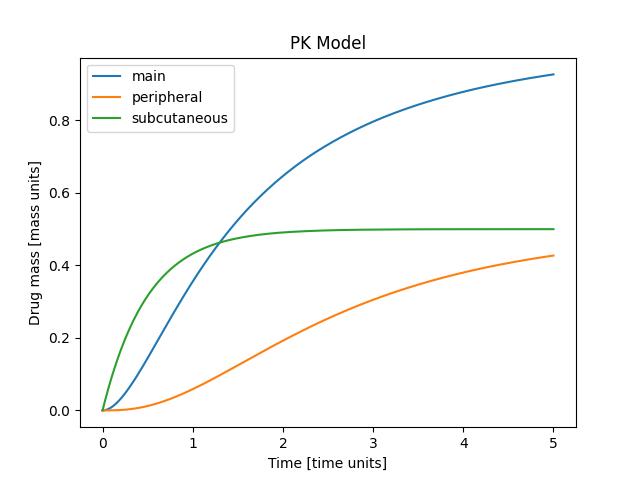 PK Model
main
peripheral
subcutaneous
Drug mass [mass units]
0.8
0.6
0.4
0.2
0.0
0 1 2 3 4 5
Time [time units]